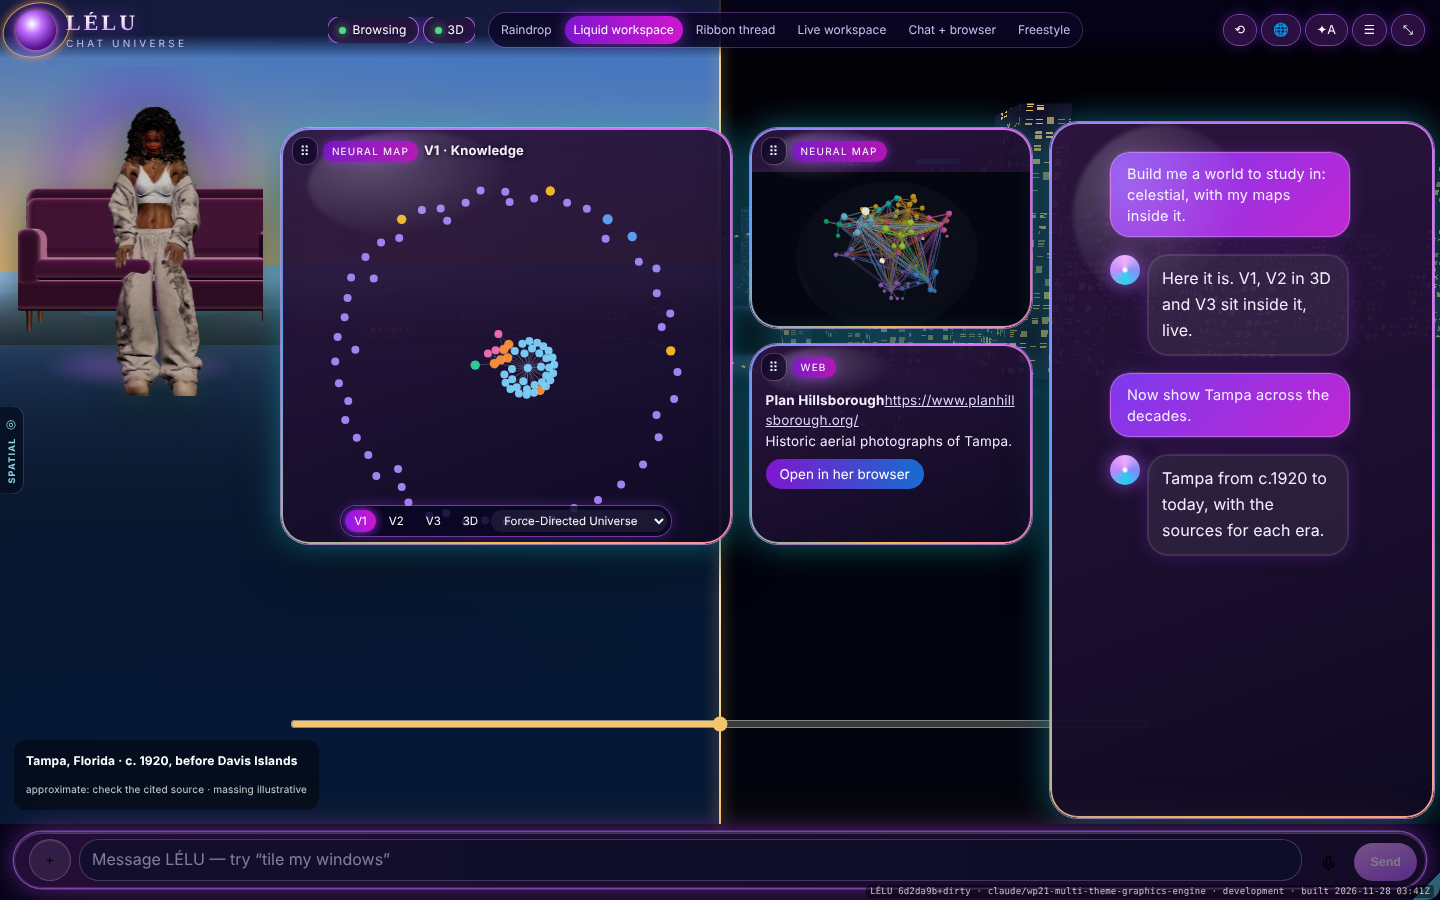 LÉLU
CHAT UNIVERSE
Browsing
3D
Raindrop
Liquid workspace
Ribbon thread
Live workspace
Chat + browser
Freestyle
✦A
NEURAL MAP
V1 · Knowledge
V1
V2
V3
3D
Force-Directed Universe
NEURAL MAP
WEB
Plan Hillsboroughhttps://www.planhill
sborough.org/
Historic aerial photographs of Tampa.
Open in her browser
Build me a world to study in:
celestial, with my maps
inside it.
Here it is. V1, V2 in 3D
and V3 sit inside it,
live.
Now show Tampa across the
decades.
Tampa from c.1920 to
today, with the
sources for each era.
SPATIAL ◎
Tampa, Florida · c. 1920, before Davis Islands
approximate: check the cited source · massing illustrative
+
Message LÉLU — try “tile my windows”
Send
LÉLU 6d2da9b+dirty · claude/wp21-multi-theme-graphics-engine · development · built 2026-11-28 03:41Z